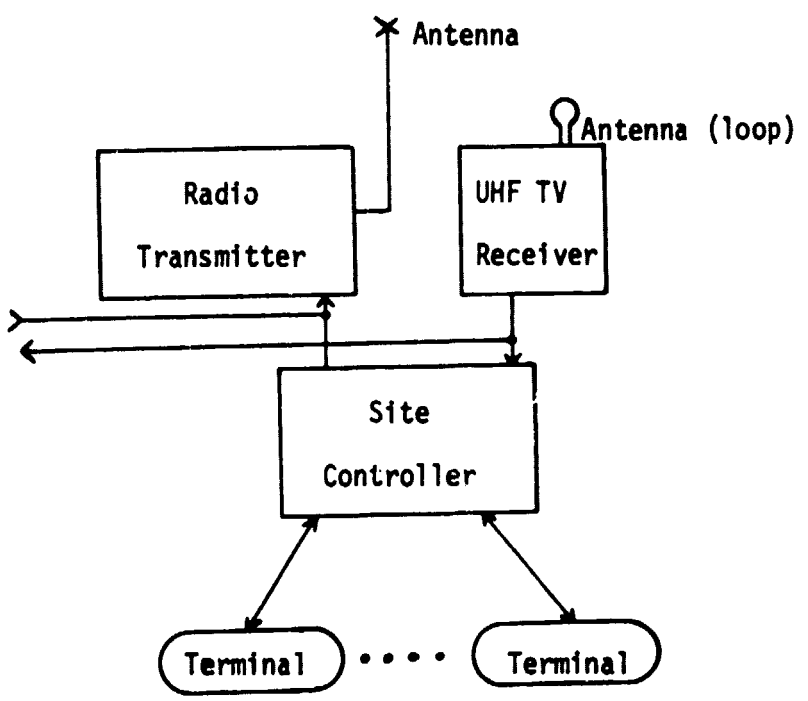 Antenna
Antenna (loop)
Radio
Transmitter
UHF TV
Receiver
Site
Controller
Terminal
Terminal